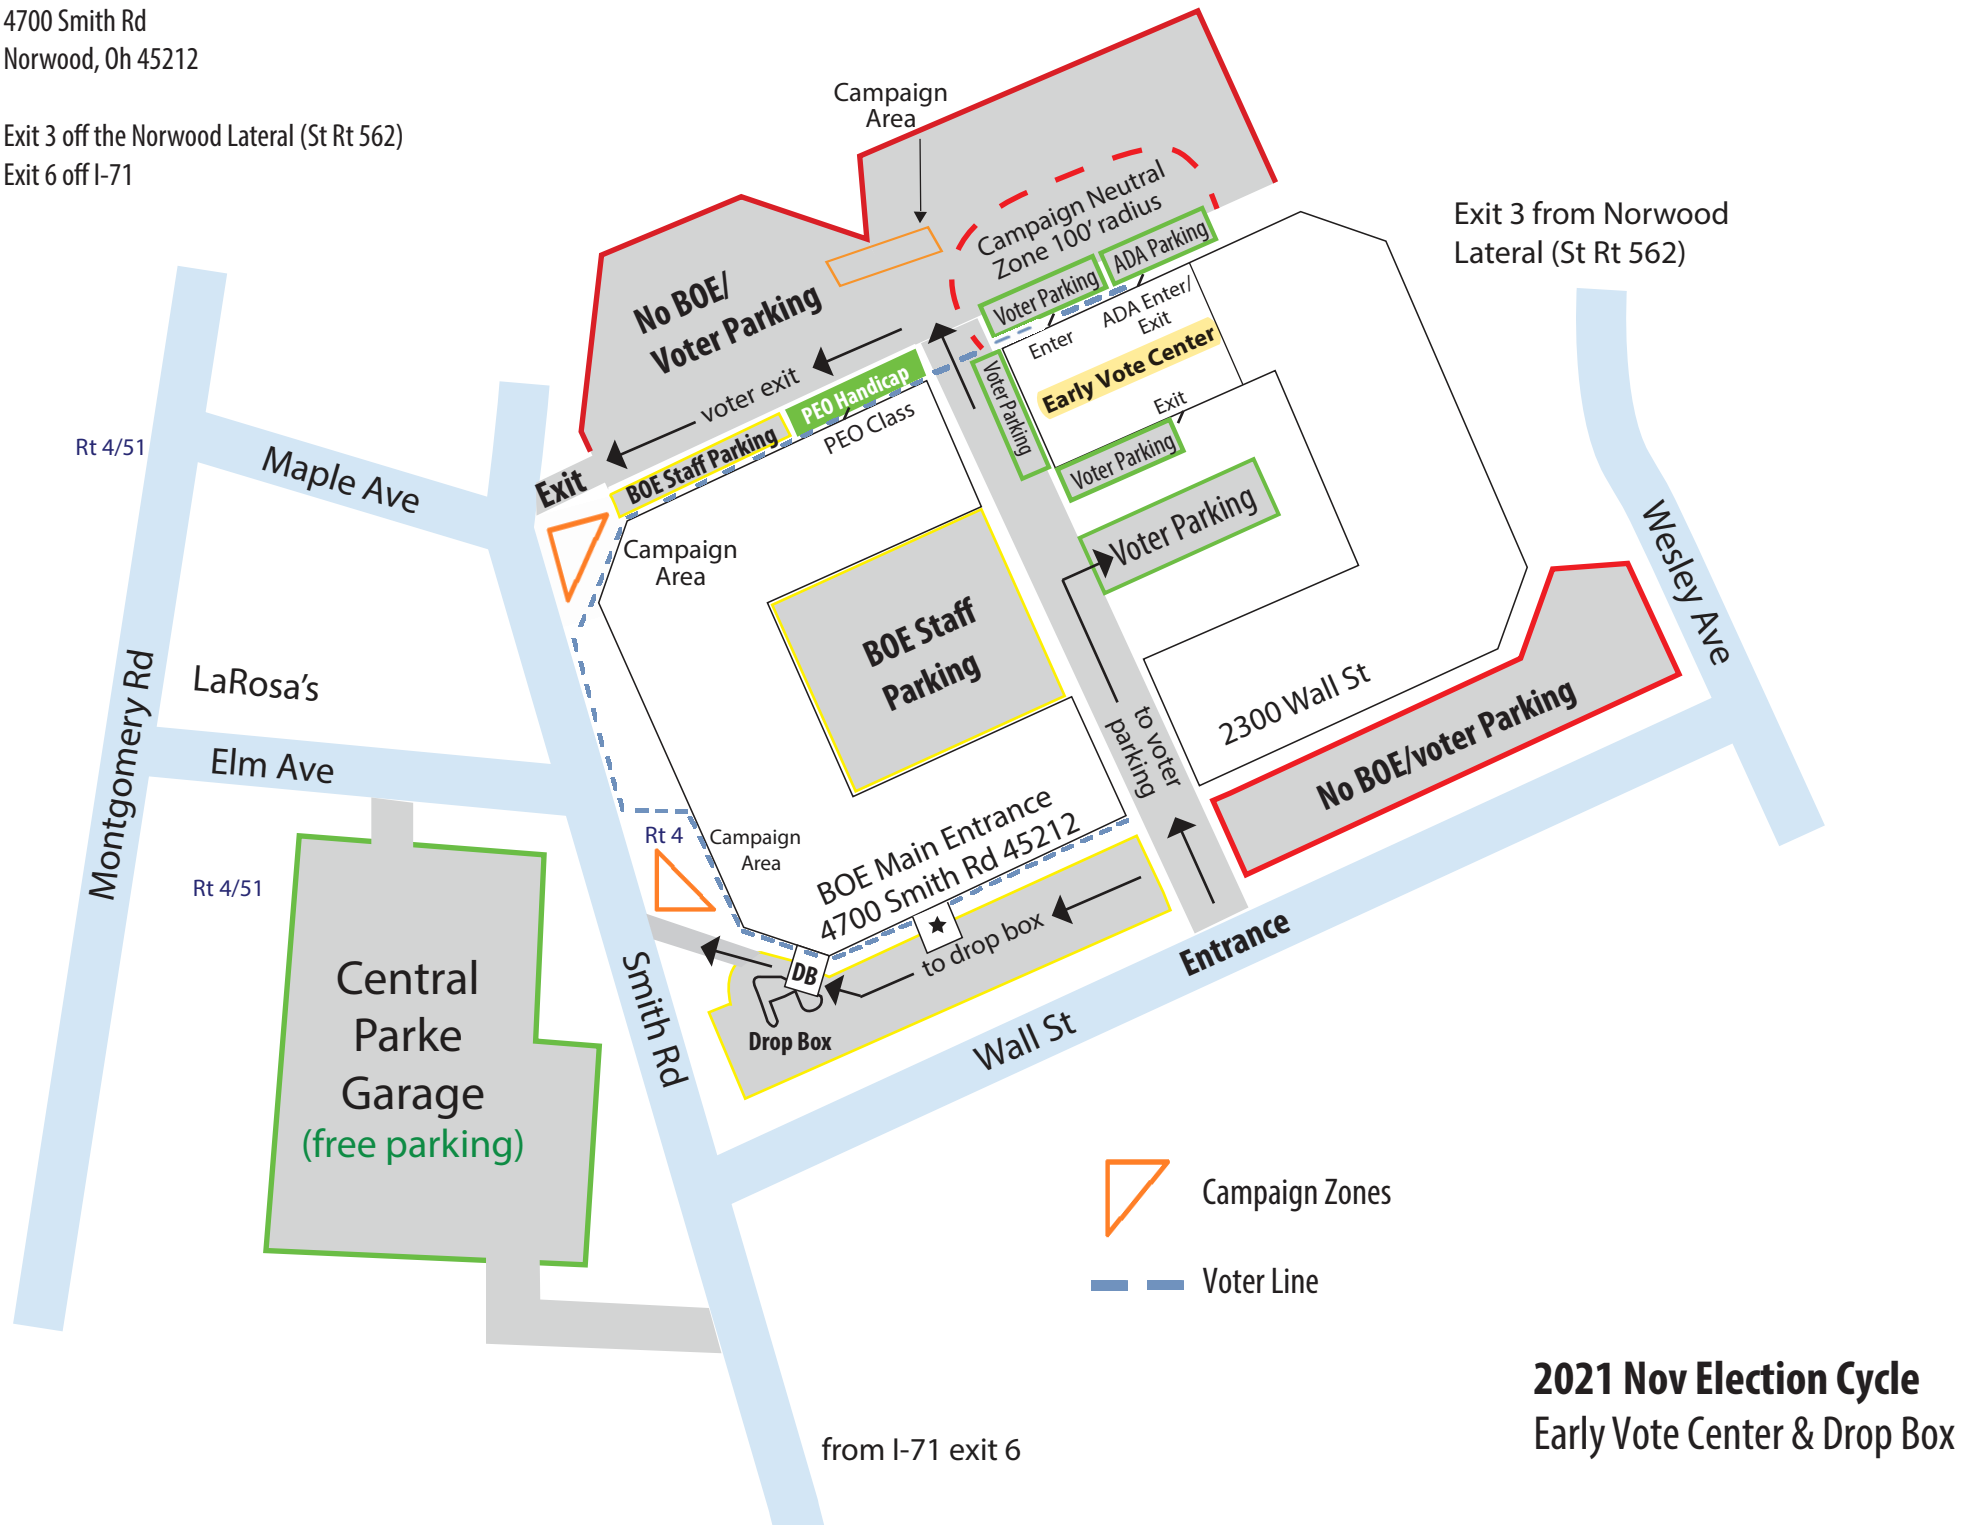 4700 Smith Rd
Norwood, Oh 45212
Exit 3 off the Norwood Lateral (St Rt 562)
Exit 6 off I-71
Campaign
Area
Campaign Neutral
Zone 100' radius
ADA Parking
Voter Parking
Exit 3 from Norwood
Lateral (St Rt 562)
No BOE/
Voter Parking
ADA Enter/
Exit
Enter
Early Vote Center
Exit
voter exit
PEO Handicap
PEO Class
BOE Staff Parking
Voter Parking
Voter Parking
Voter Parking
Exit
Rt 4/51
Maple Ave
Campaign
Area
BOE Staff
Parking
Wesley Ave
Montgomery Rd
LaRosa's
Elm Ave
2300 Wall St
to voter
parking
No BOE/voter Parking
Rt 4
Campaign
Area
BOE Main Entrance
4700 Smith Rd 45212
★
to drop box
DB
Drop Box
Entrance
Rt 4/51
Central
Parke
Garage
(free parking)
Smith Rd
Wall St
Campaign Zones
Voter Line
from I-71 exit 6
2021 Nov Election Cycle
Early Vote Center & Drop Box